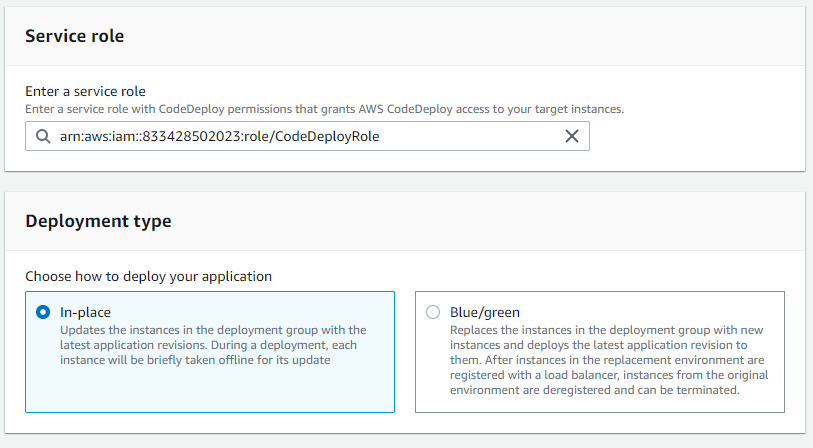 Service role
Enter a service role
Enter a service role with CodeDeploy permissions that grants AWS CodeDeploy access to your target instances.
arn:aws:iam::833428502023:role/CodeDeployRole
Deployment type
Choose how to deploy your application
In-place
Updates the instances in the deployment group with the
latest application revisions. During a deployment, each
instance will be briefly taken offline for its update
Blue/green
Replaces the instances in the deployment group with new
instances and deploys the latest application revision to
them. After instances in the replacement environment are
registered with a load balancer, instances from the original
environment are deregistered and can be terminated.